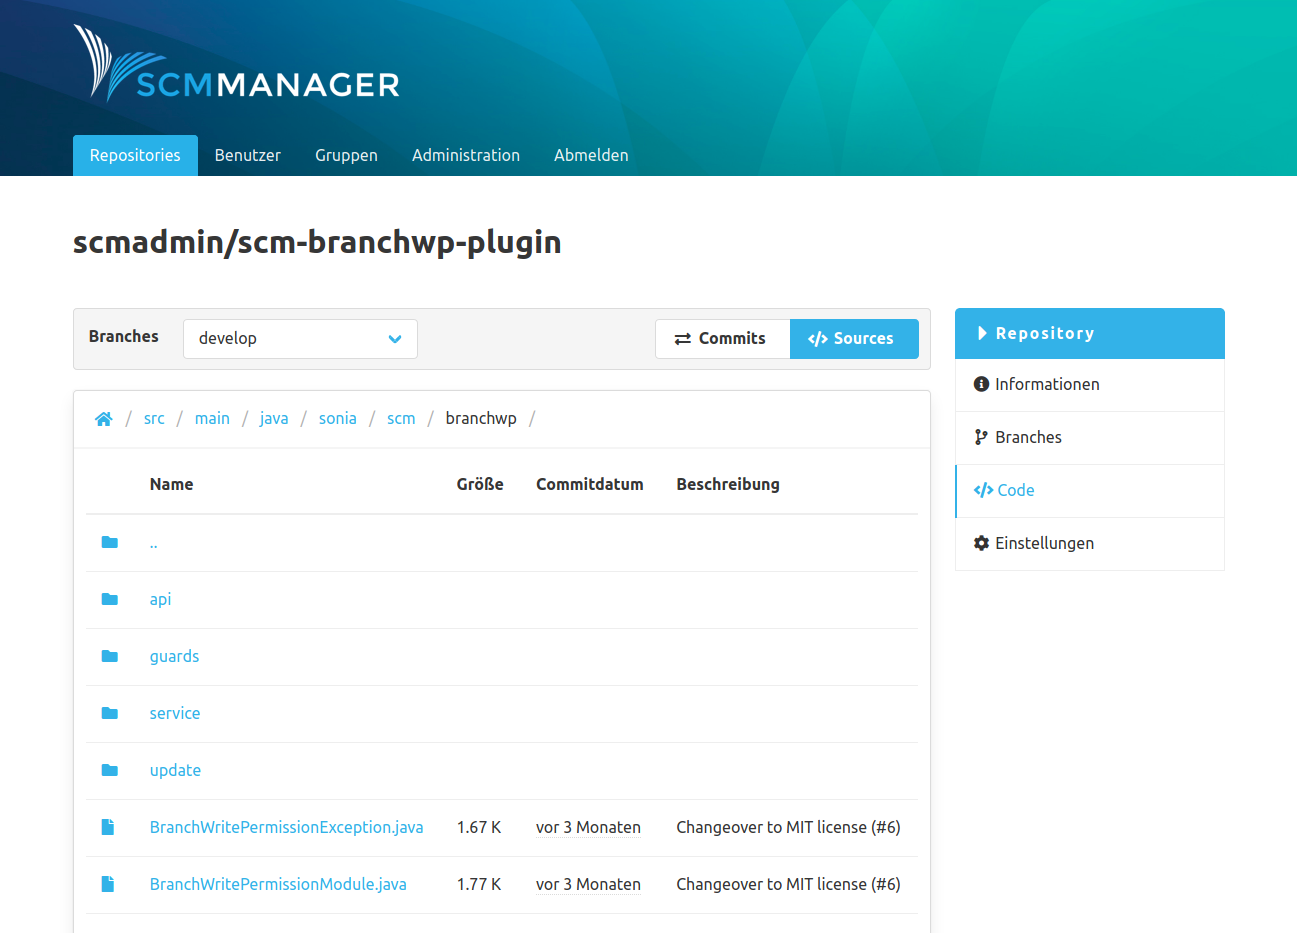 SCMMANAGER
Repositories Benutzer Gruppen Administration Abmelden
scmadmin/scm-branchwp-plugin
Branches develop Commits Sources
/ src / main / java / sonia / scm / branchwp /
Name Größe Commitdatum Beschreibung
..
api
guards
service
update
BranchWritePermissionException.java 1.67 K vor 3 Monaten Changeover to MIT license (#6)
BranchWritePermissionModule.java 1.77 K vor 3 Monaten Changeover to MIT license (#6)
Repository
Informationen
Branches
Code
Einstellungen